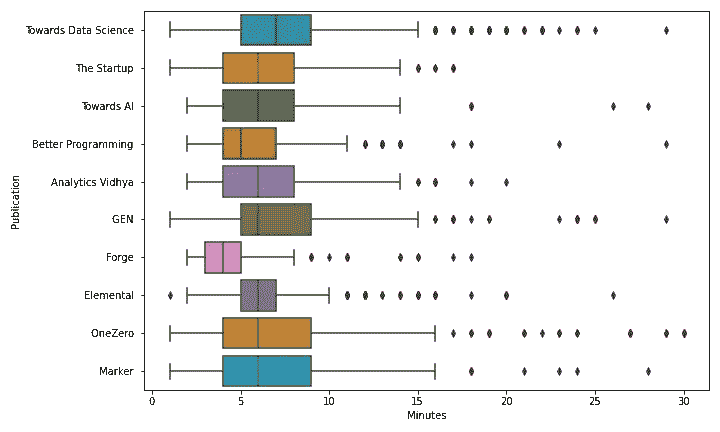 Towards Data Science
The Startup
Towards AI
Better Programming
Analytics Vidhya
GEN
Forge
Elemental
OneZero
Marker
Publication
0 5 10 15 20 25 30
Minutes